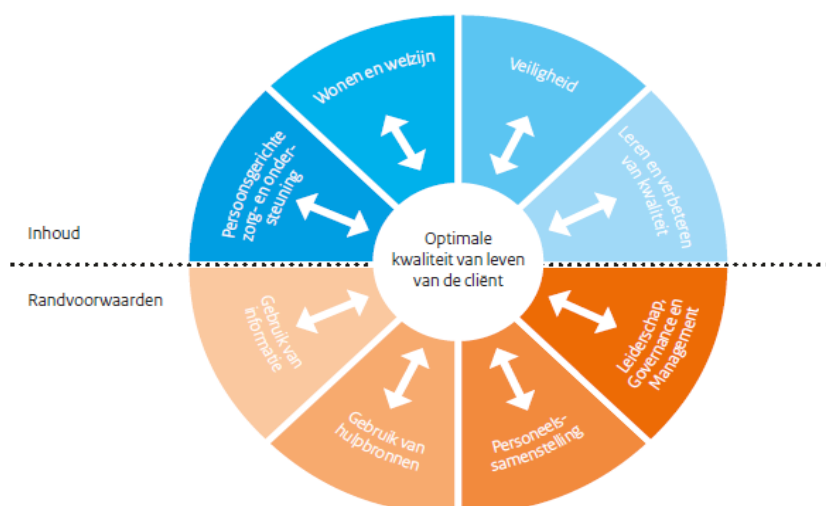 Wonen en welzijn
Veiligheid
Persoonsgerichte
zorg- en onder-
steuning
Leren en verbeteren
van kwaliteit
Inhoud
Optimale
kwaliteit van leven
van de cliënt
Randvoorwaarden
Gebruik van
informatie
Leiderschap,
Governance en
Management
Gebruik van
hulpbronnen
Personeels-
samenstelling